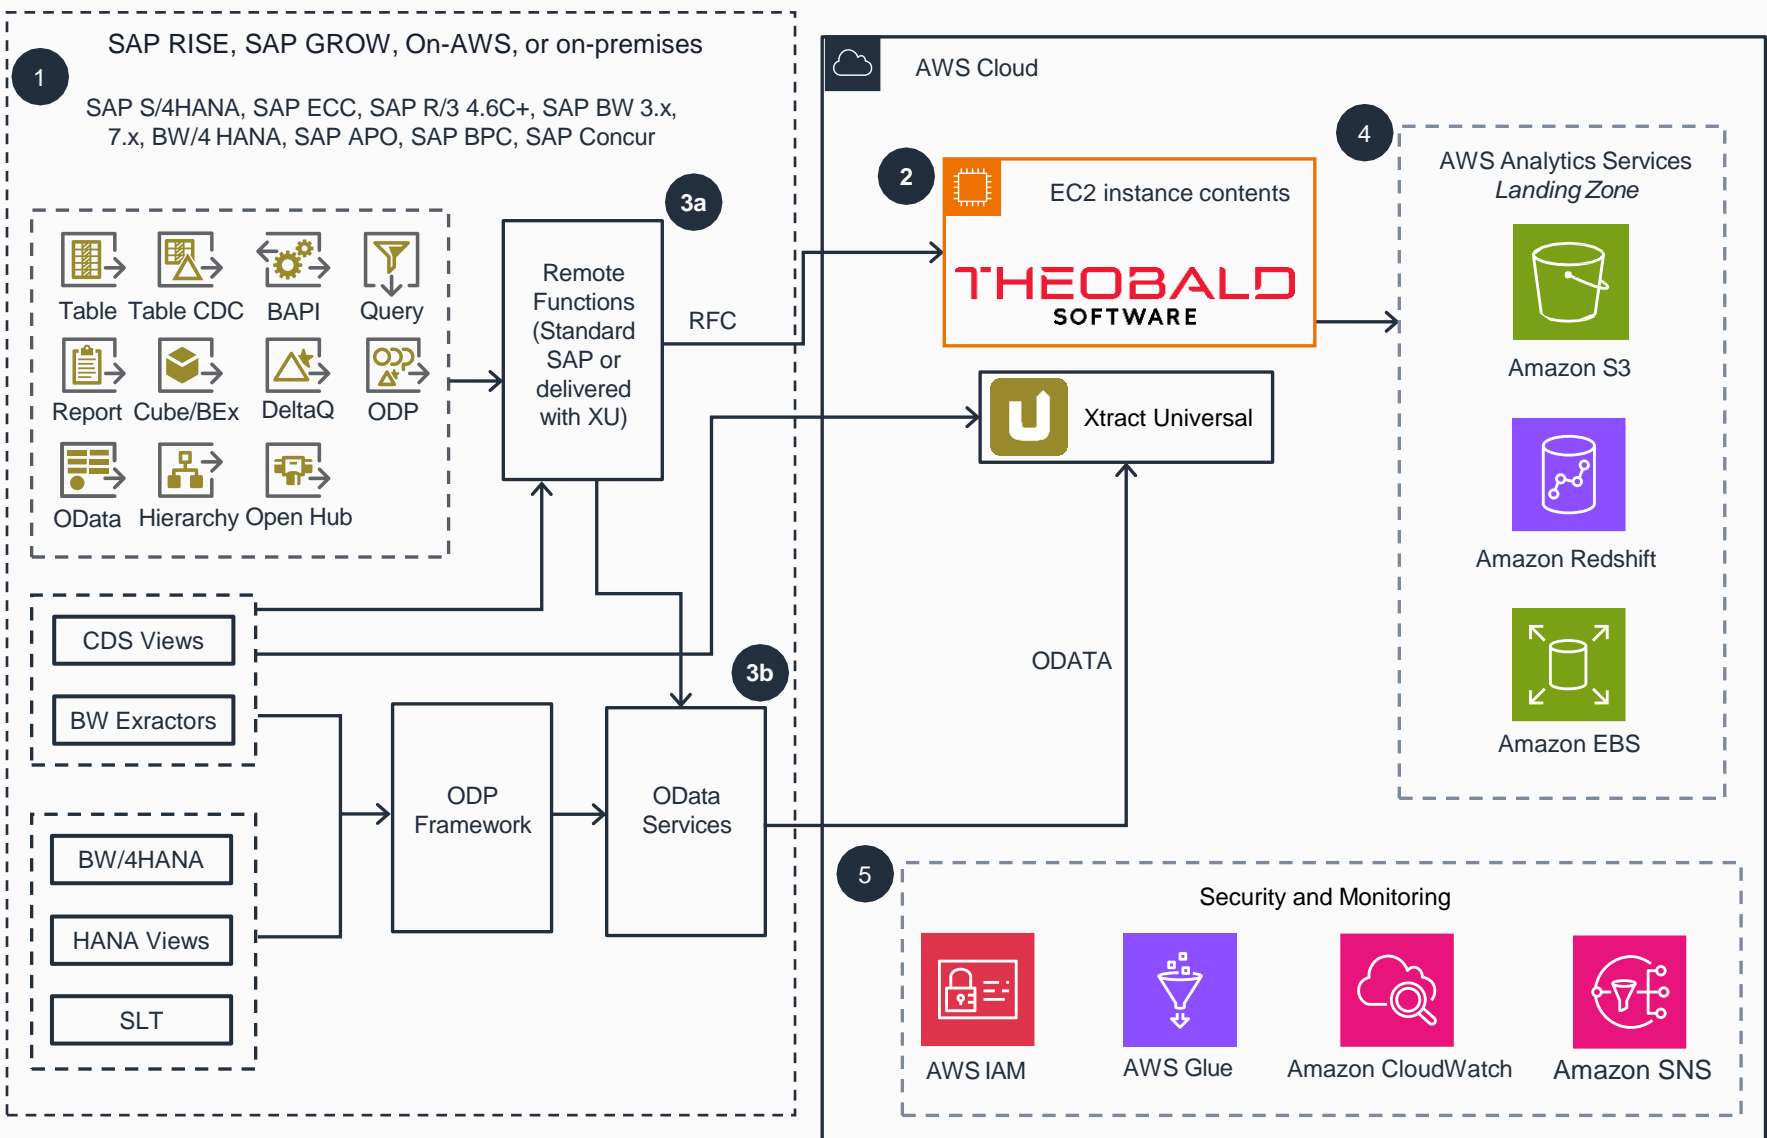 SAP RISE, SAP GROW, On-AWS, or on-premises
1
SAP S/4HANA, SAP ECC, SAP R/3 4.6C+, SAP BW 3.x,
7.x, BW/4 HANA, SAP APO, SAP BPC, SAP Concur
Table
Table CDC
BAPI
Query
Report
Cube/BEx
DeltaQ
ODP
OData
Hierarchy
Open Hub
3a
Remote
Functions
(Standard
SAP or
delivered
with XU)
RFC
CDS Views
BW Exractors
BW/4HANA
HANA Views
SLT
ODP
Framework
3b
OData
Services
AWS Cloud
2
EC2 instance contents
THEOBALD
SOFTWARE
Xtract Universal
ODATA
4
AWS Analytics Services
Landing Zone
Amazon S3
Amazon Redshift
Amazon EBS
5
Security and Monitoring
AWS IAM
AWS Glue
Amazon CloudWatch
Amazon SNS